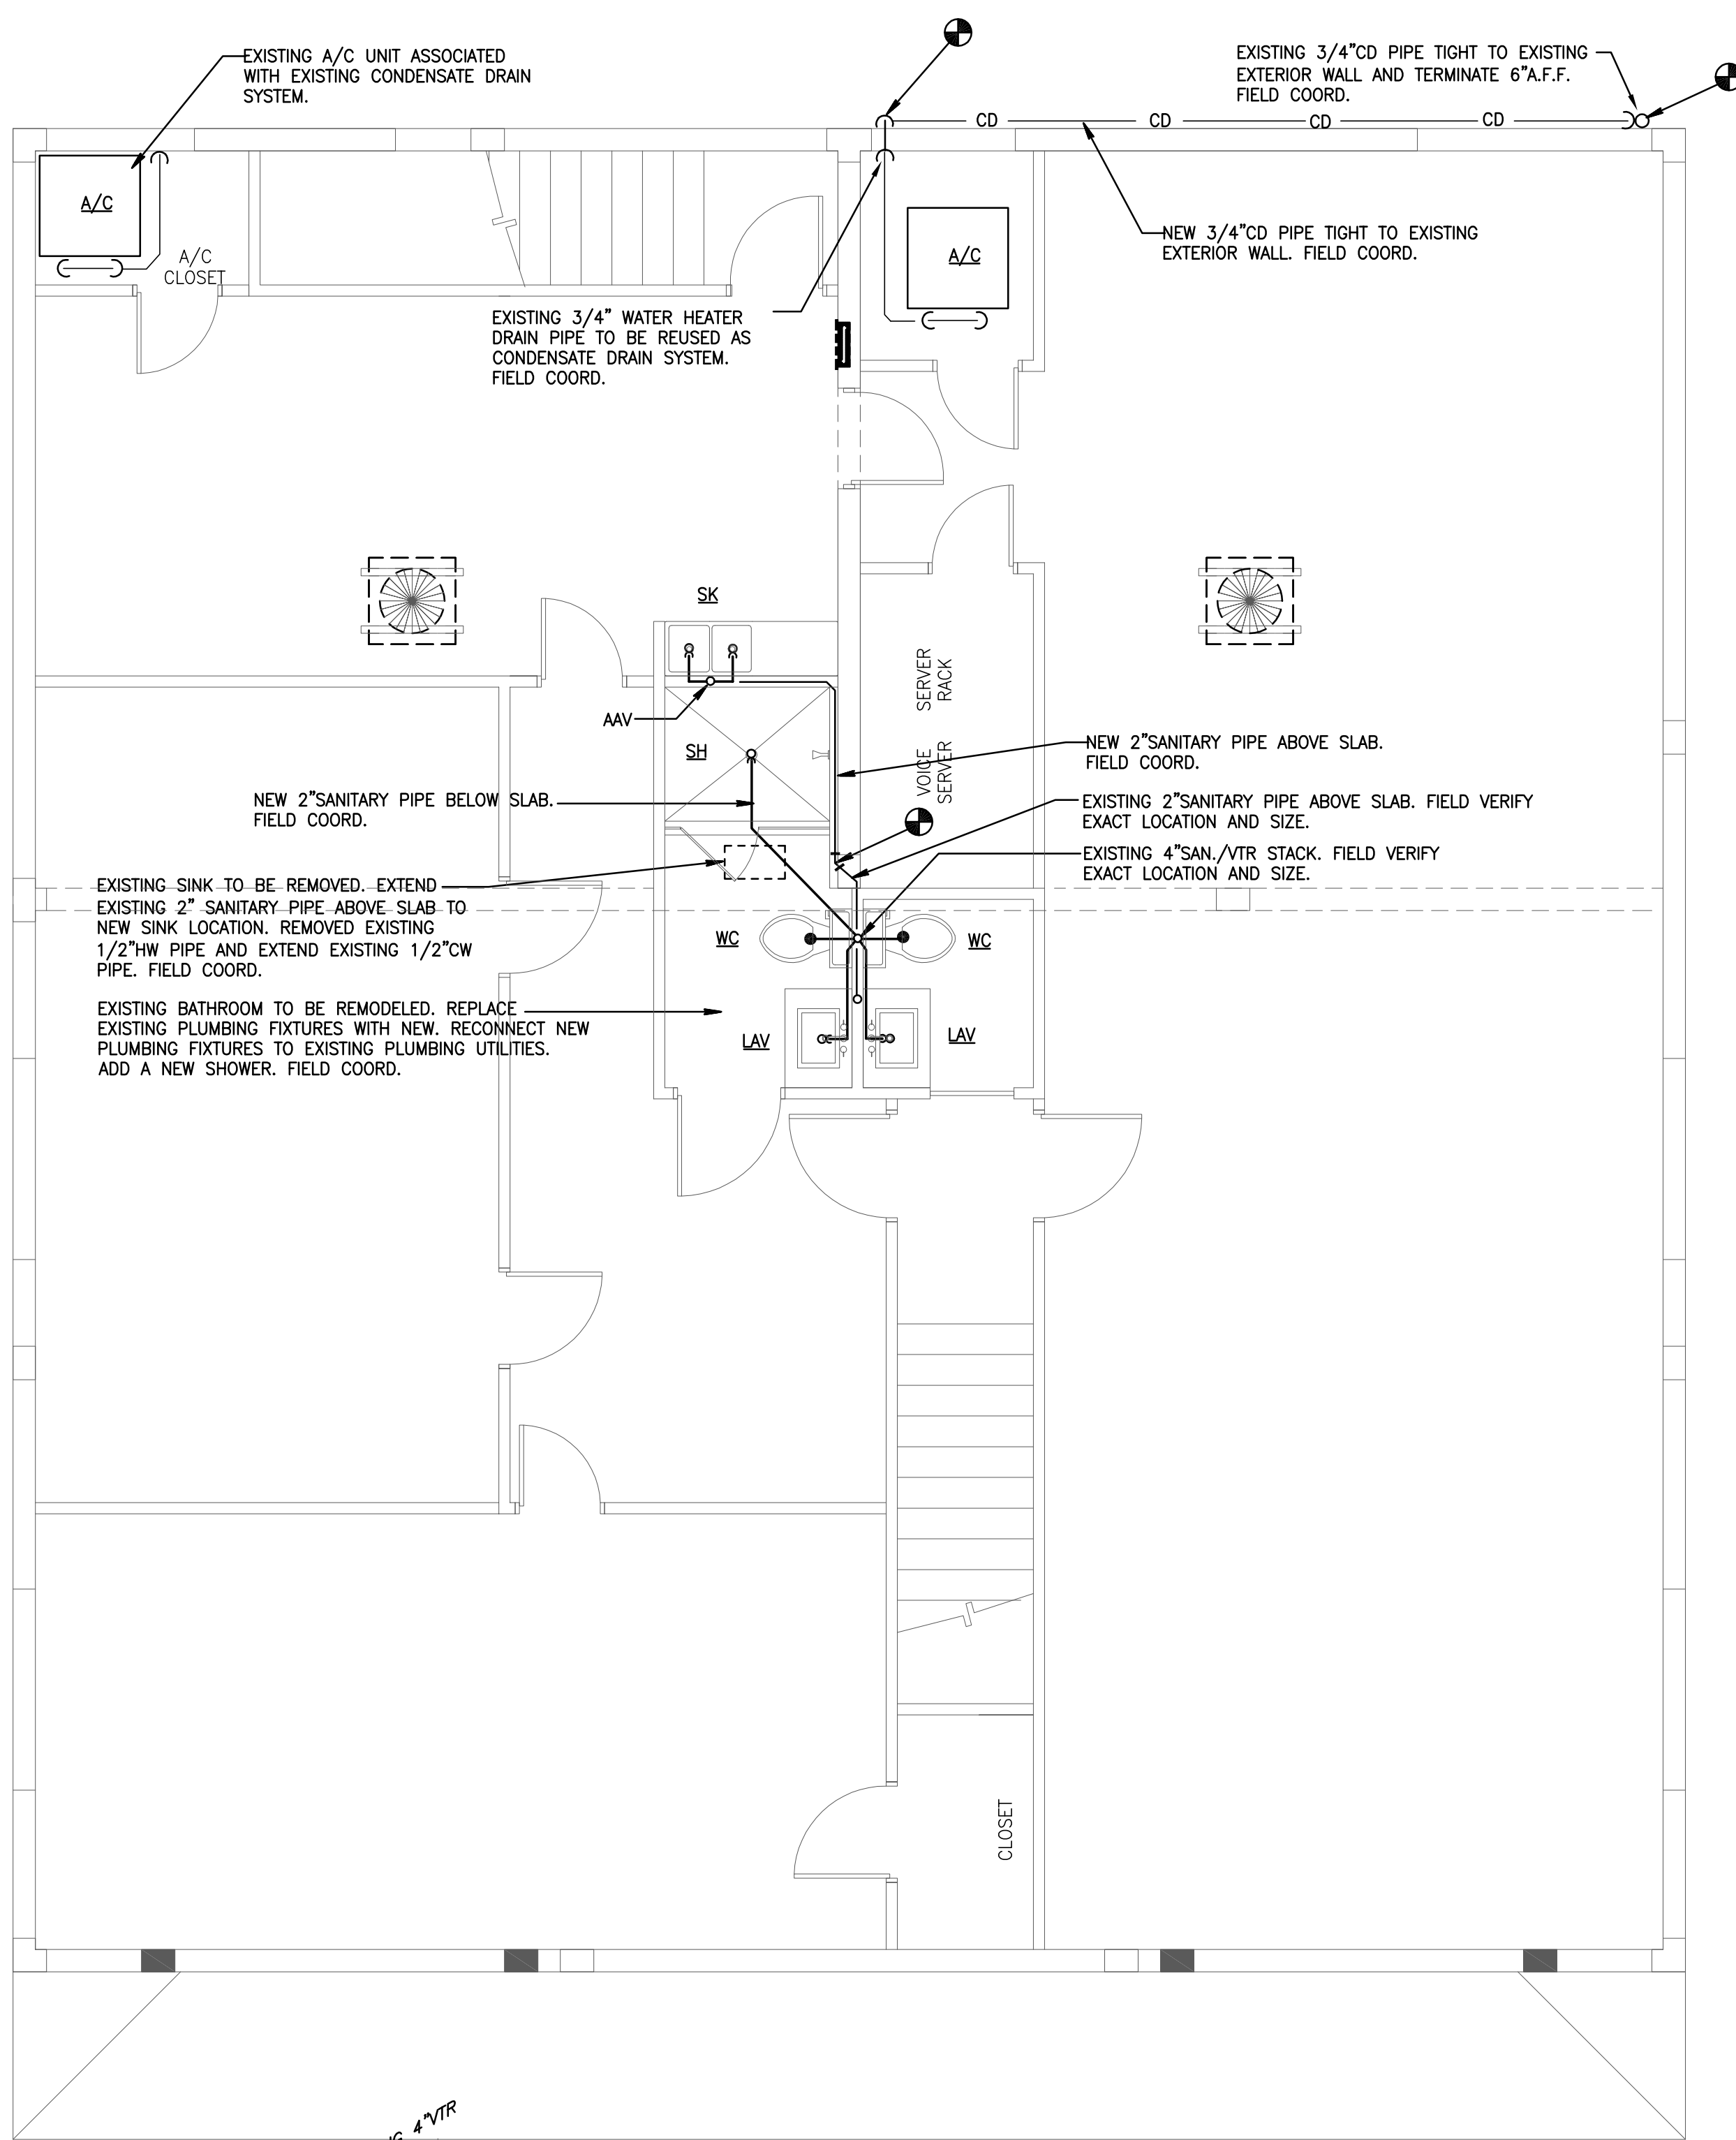 EXISTING A/C UNIT ASSOCIATED
WITH EXISTING CONDENSATE DRAIN
SYSTEM.
EXISTING 3/4"CD PIPE TIGHT TO EXISTING
EXTERIOR WALL AND TERMINATE 6"A.F.F.
FIELD COORD.
CD
CD
CD
CD
A/C
A/C
CLOSET
A/C
NEW 3/4"CD PIPE TIGHT TO EXISTING
EXTERIOR WALL. FIELD COORD.
EXISTING 3/4" WATER HEATER
DRAIN PIPE TO BE REUSED AS
CONDENSATE DRAIN SYSTEM.
FIELD COORD.
SK
SERVER
RACK
AAV
SH
VOICE
SERVER
NEW 2"SANITARY PIPE ABOVE SLAB.
FIELD COORD.
NEW 2"SANITARY PIPE BELOW SLAB.
FIELD COORD.
EXISTING 2"SANITARY PIPE ABOVE SLAB. FIELD VERIFY
EXACT LOCATION AND SIZE.
EXISTING 4"SAN./VTR STACK. FIELD VERIFY
EXACT LOCATION AND SIZE.
EXISTING SINK TO BE REMOVED. EXTEND
EXISTING 2" SANITARY PIPE ABOVE SLAB TO
NEW SINK LOCATION. REMOVED EXISTING
1/2"HW PIPE AND EXTEND EXISTING 1/2"CW
PIPE. FIELD COORD.
WC
WC
EXISTING BATHROOM TO BE REMODELED. REPLACE
EXISTING PLUMBING FIXTURES WITH NEW. RECONNECT NEW
PLUMBING FIXTURES TO EXISTING PLUMBING UTILITIES.
ADD A NEW SHOWER. FIELD COORD.
LAV
LAV
CLOSET
4"VTR